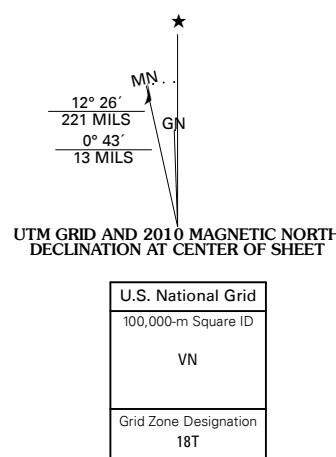 ★
MN
12° 26´
221 MILS
GN
0° 43´
13 MILS
UTM GRID AND 2010 MAGNETIC NORTH
DECLINATION AT CENTER OF SHEET
U.S. National Grid
100,000-m Square ID
VN
Grid Zone Designation
18T